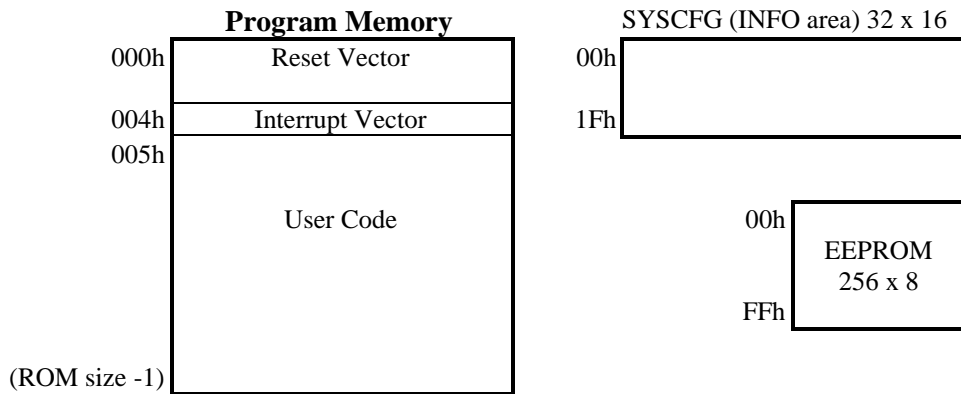 Program Memory
000h
Reset Vector
004h
Interrupt Vector
005h
User Code
(ROM size -1)
SYSCFG (INFO area) 32 x 16
00h
1Fh
00h
EEPROM
256 x 8
FFh